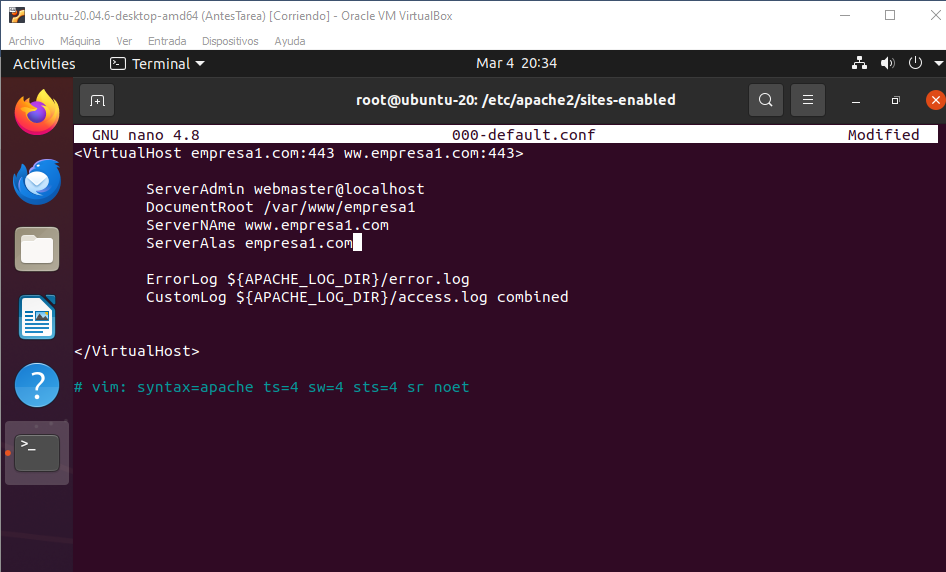 ubuntu-20.04.6-desktop-amd64 (AntesTarea) [Corriendo] - Oracle VM VirtualBox
Archivo Máquina Ver Entrada Dispositivos Ayuda
Activities Terminal Mar 4 20:34
root@ubuntu-20: /etc/apache2/sites-enabled
GNU nano 4.8 000-default.conf Modified
<VirtualHost empresa1.com:443 ww.empresa1.com:443>
ServerAdmin webmaster@localhost
DocumentRoot /var/www/empresa1
ServerNAme www.empresa1.com
ServerAlas empresa1.com
ErrorLog ${APACHE_LOG_DIR}/error.log
CustomLog ${APACHE_LOG_DIR}/access.log combined
</VirtualHost>
# vim: syntax=apache ts=4 sw=4 sts=4 sr noet